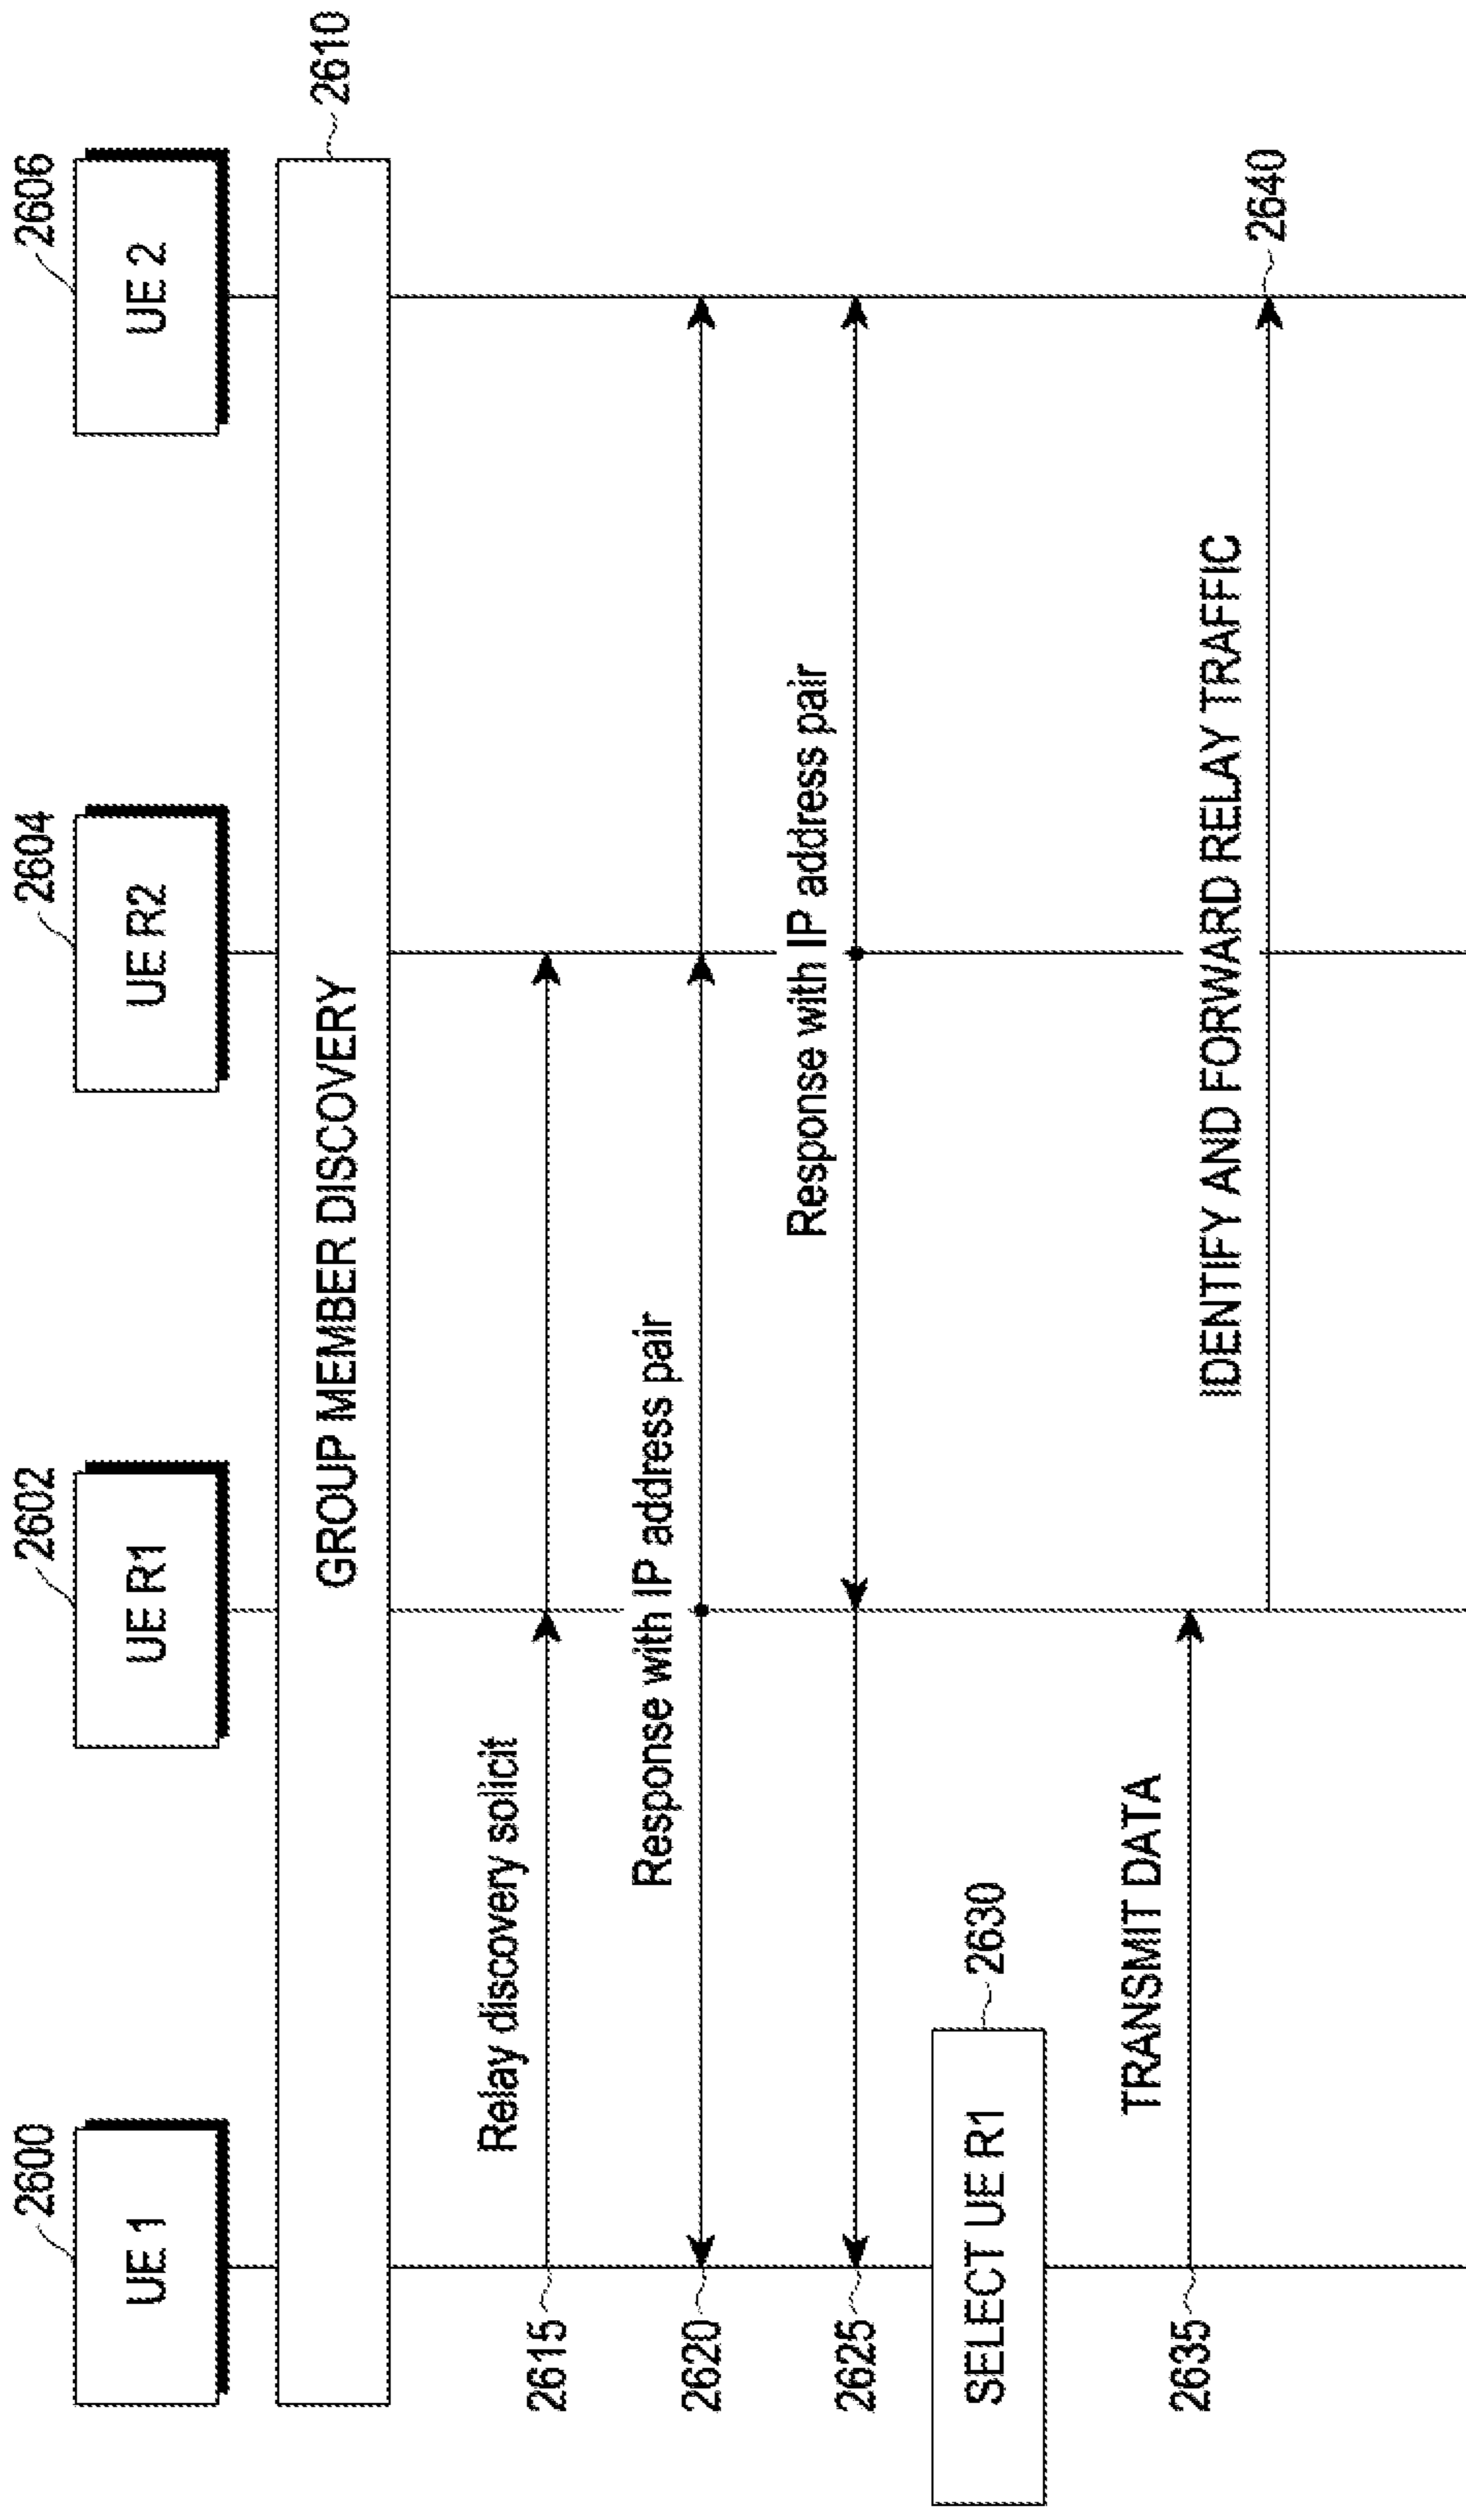 2600
2602
2604
2606
UE 1
UE R1
UE R2
UE 2
GROUP MEMBER DISCOVERY
2610
Relay discovery solicit
2615
Response with IP address pair
2620
Response with IP address pair
2625
SELECT UE R1
2630
TRANSMIT DATA
2635
IDENTIFY AND FORWARD RELAY TRAFFIC
2640